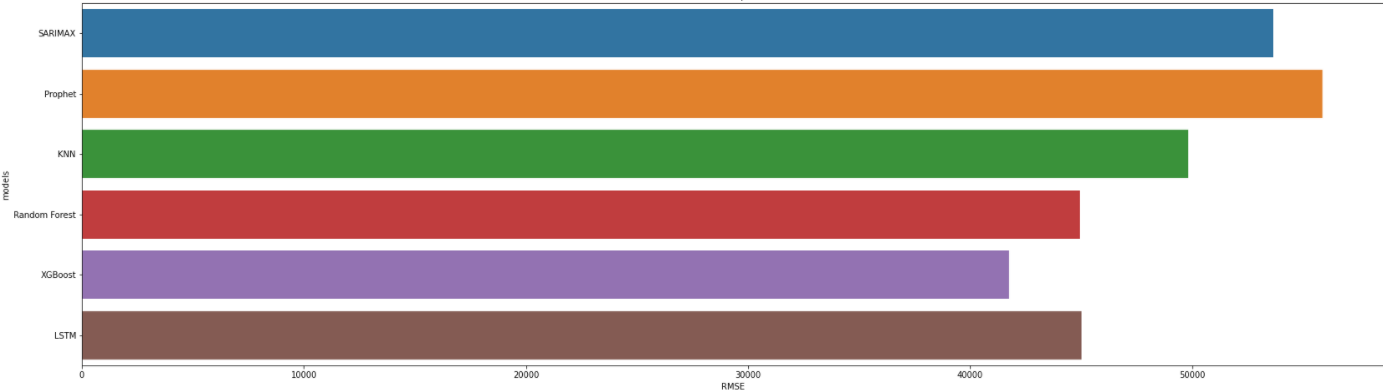 SARIMAX
Prophet
KNN
models
Random Forest
XGBoost
LSTM
0 10000 20000 30000 40000 50000
RMSE